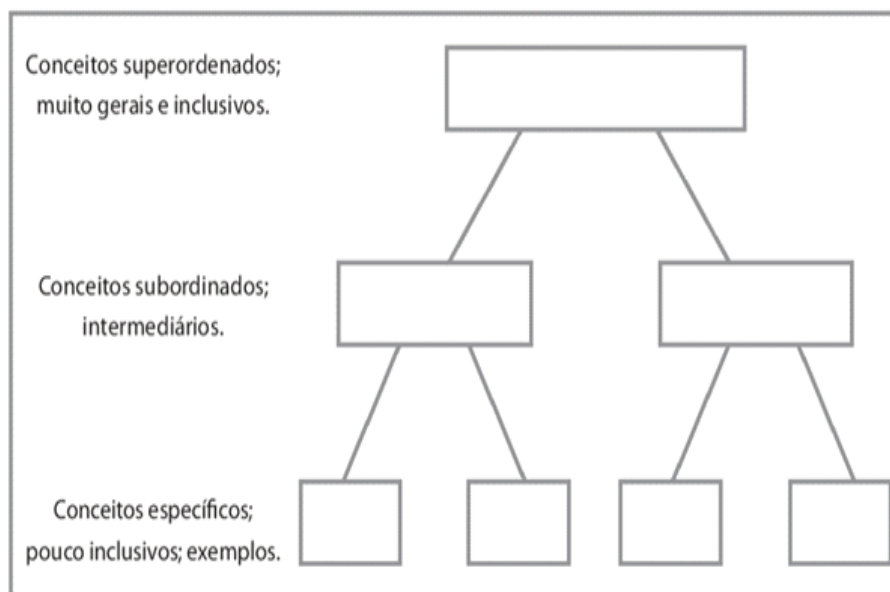 Conceitos superordenados;
muito gerais e inclusivos.
Conceitos subordinados;
intermediários.
Conceitos específicos;
pouco inclusivos; exemplos.